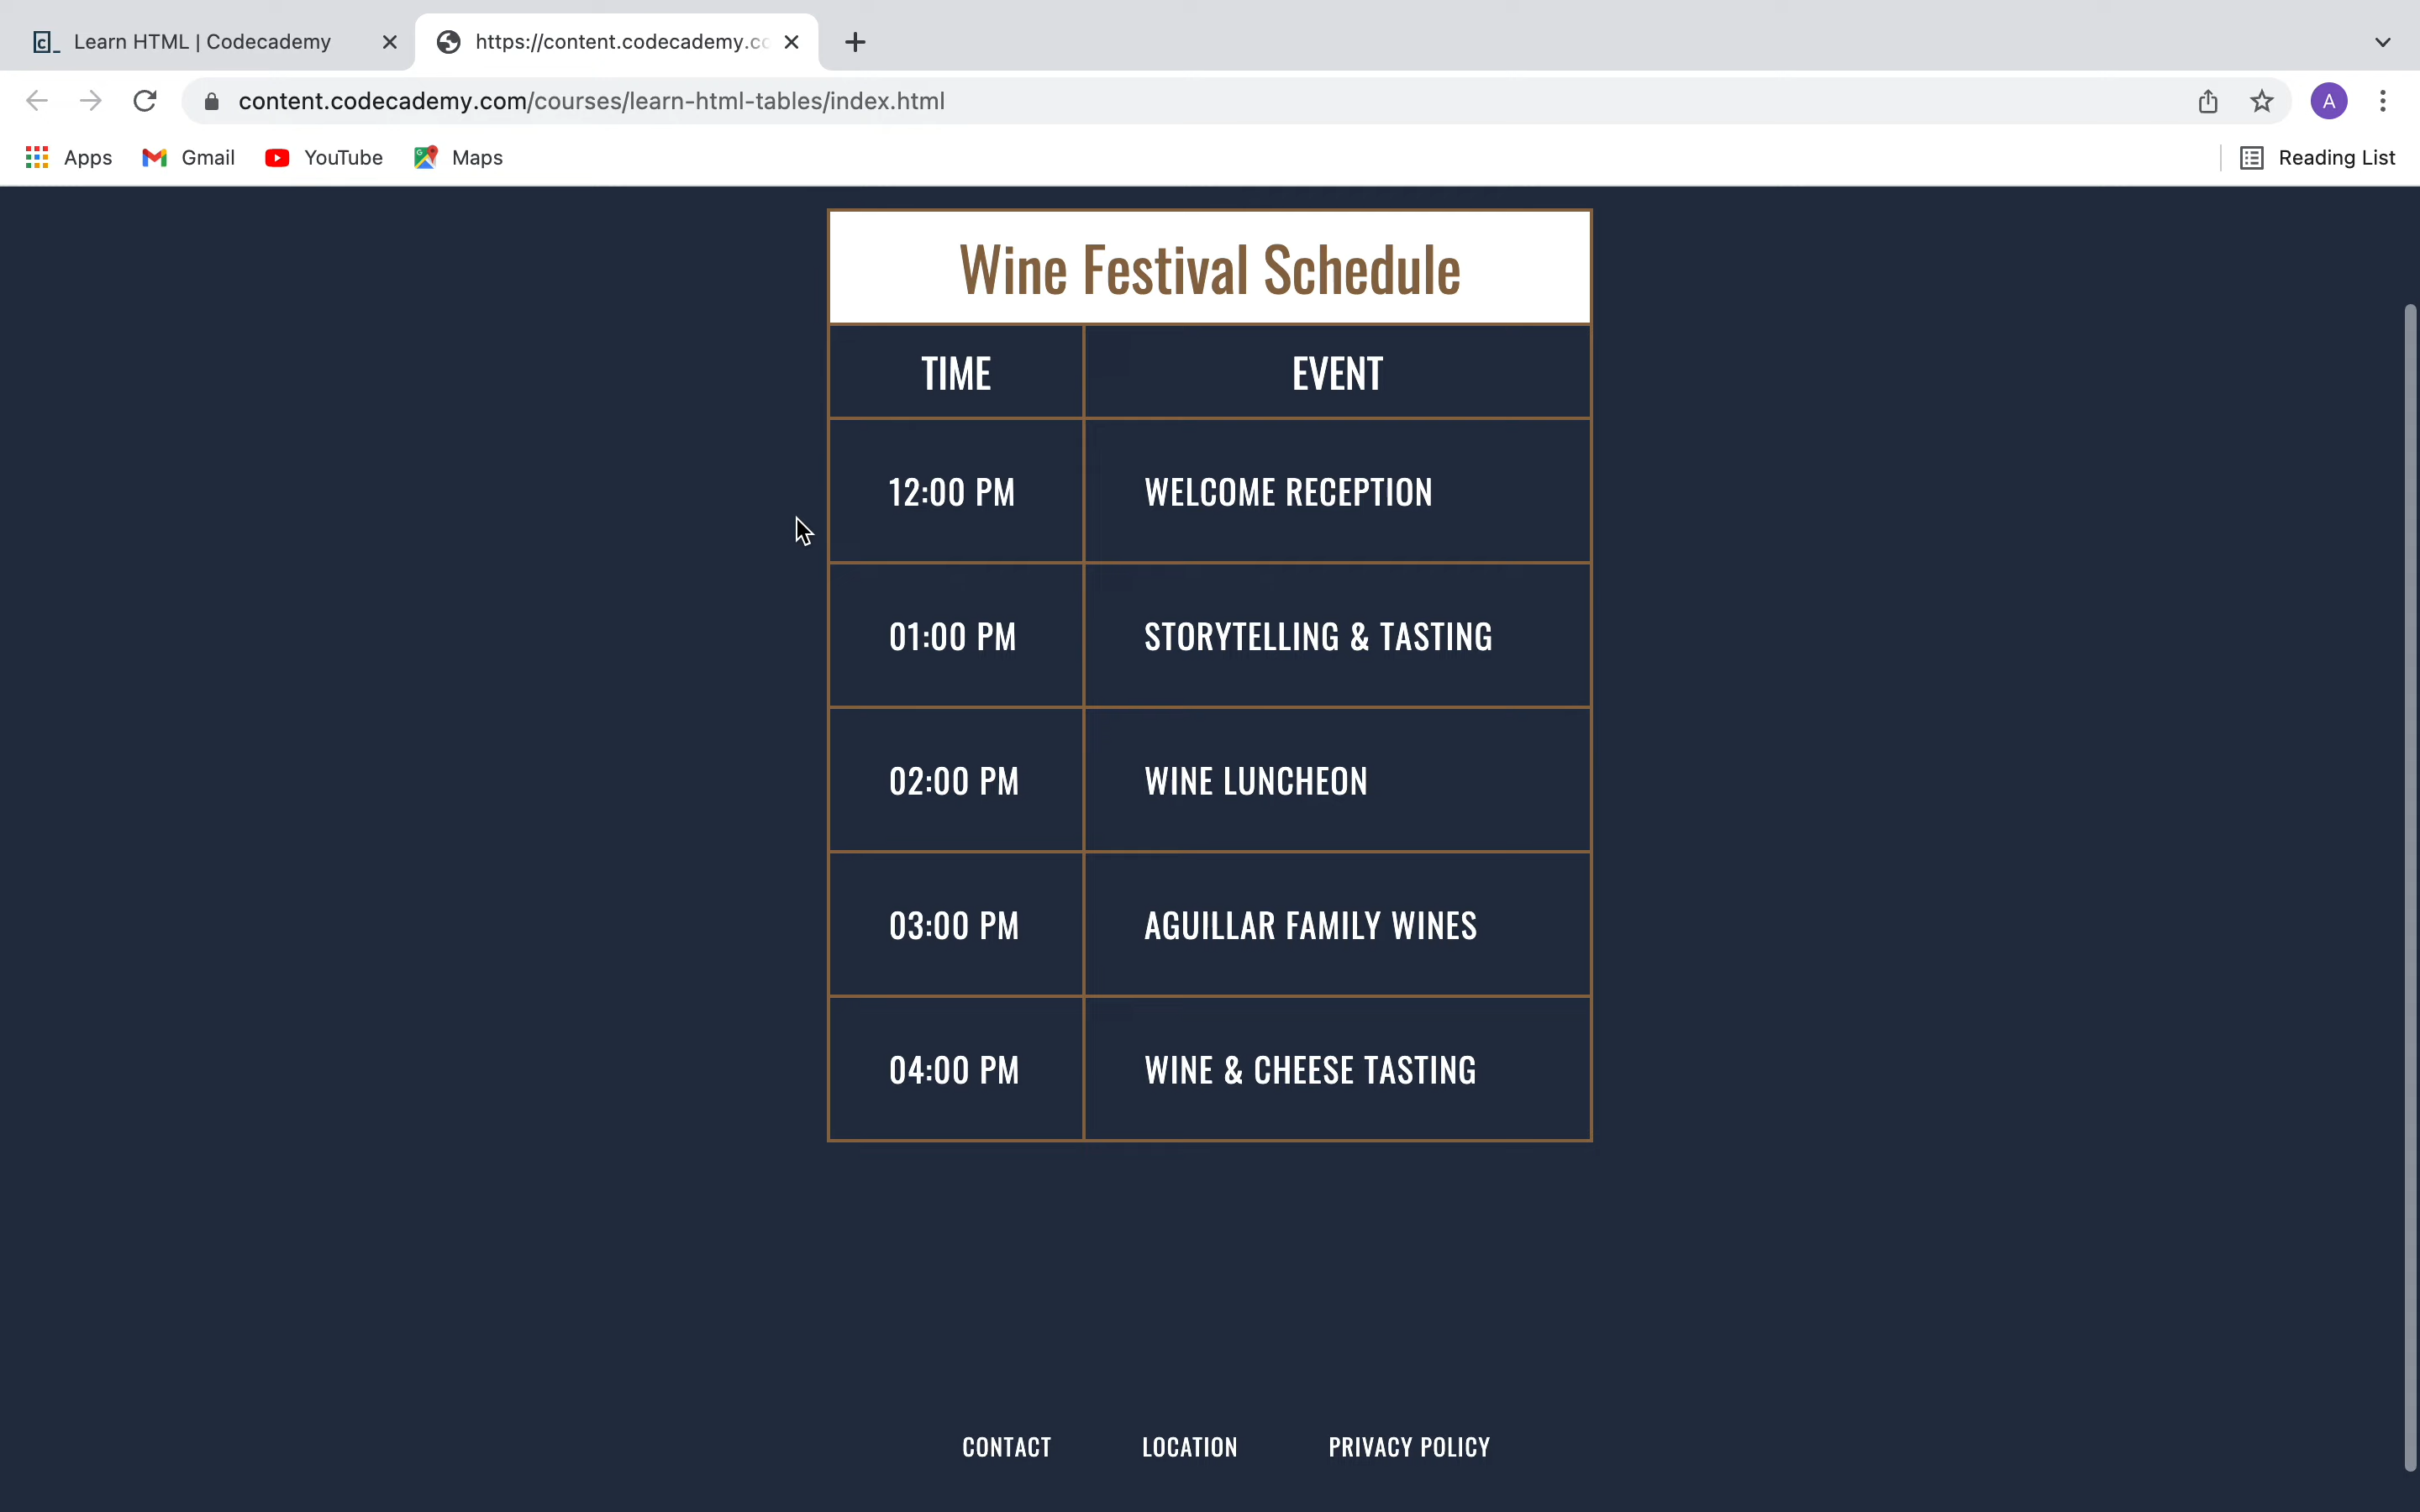 Learn HTML | Codecademy
https://content.codecademy.co
content.codecademy.com/courses/learn-html-tables/index.html
A
Apps Gmail YouTube Maps Reading List
Wine Festival Schedule
TIME EVENT
12:00 PM WELCOME RECEPTION
01:00 PM STORYTELLING & TASTING
02:00 PM WINE LUNCHEON
03:00 PM AGUILLAR FAMILY WINES
04:00 PM WINE & CHEESE TASTING
CONTACT LOCATION PRIVACY POLICY